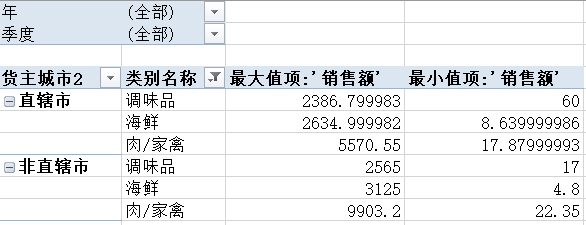 年 (全部)
季度 (全部)
货主城市2 类别名称 最大值项:'销售额' 最小值项:'销售额'
直辖市 调味品 2386.799983 60
海鲜 2634.999982 8.639999986
肉/家禽 5570.55 17.87999993
非直辖市 调味品 2565 17
海鲜 3125 4.8
肉/家禽 9903.2 22.35